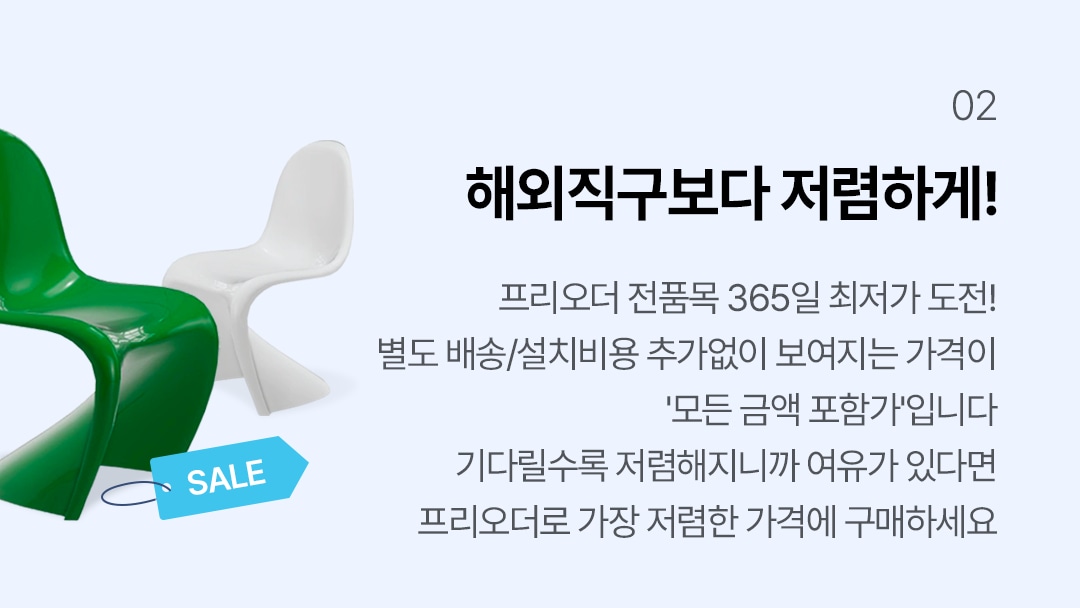 02
해외직구보다 저렴하게!
프리오더 전품목 365일 최저가 도전!
별도 배송/설치비용 추가없이 보여지는 가격이
'모든 금액 포함가'입니다
기다릴수록 저렴해지니까 여유가 있다면
프리오더로 가장 저렴한 가격에 구매하세요
SALE